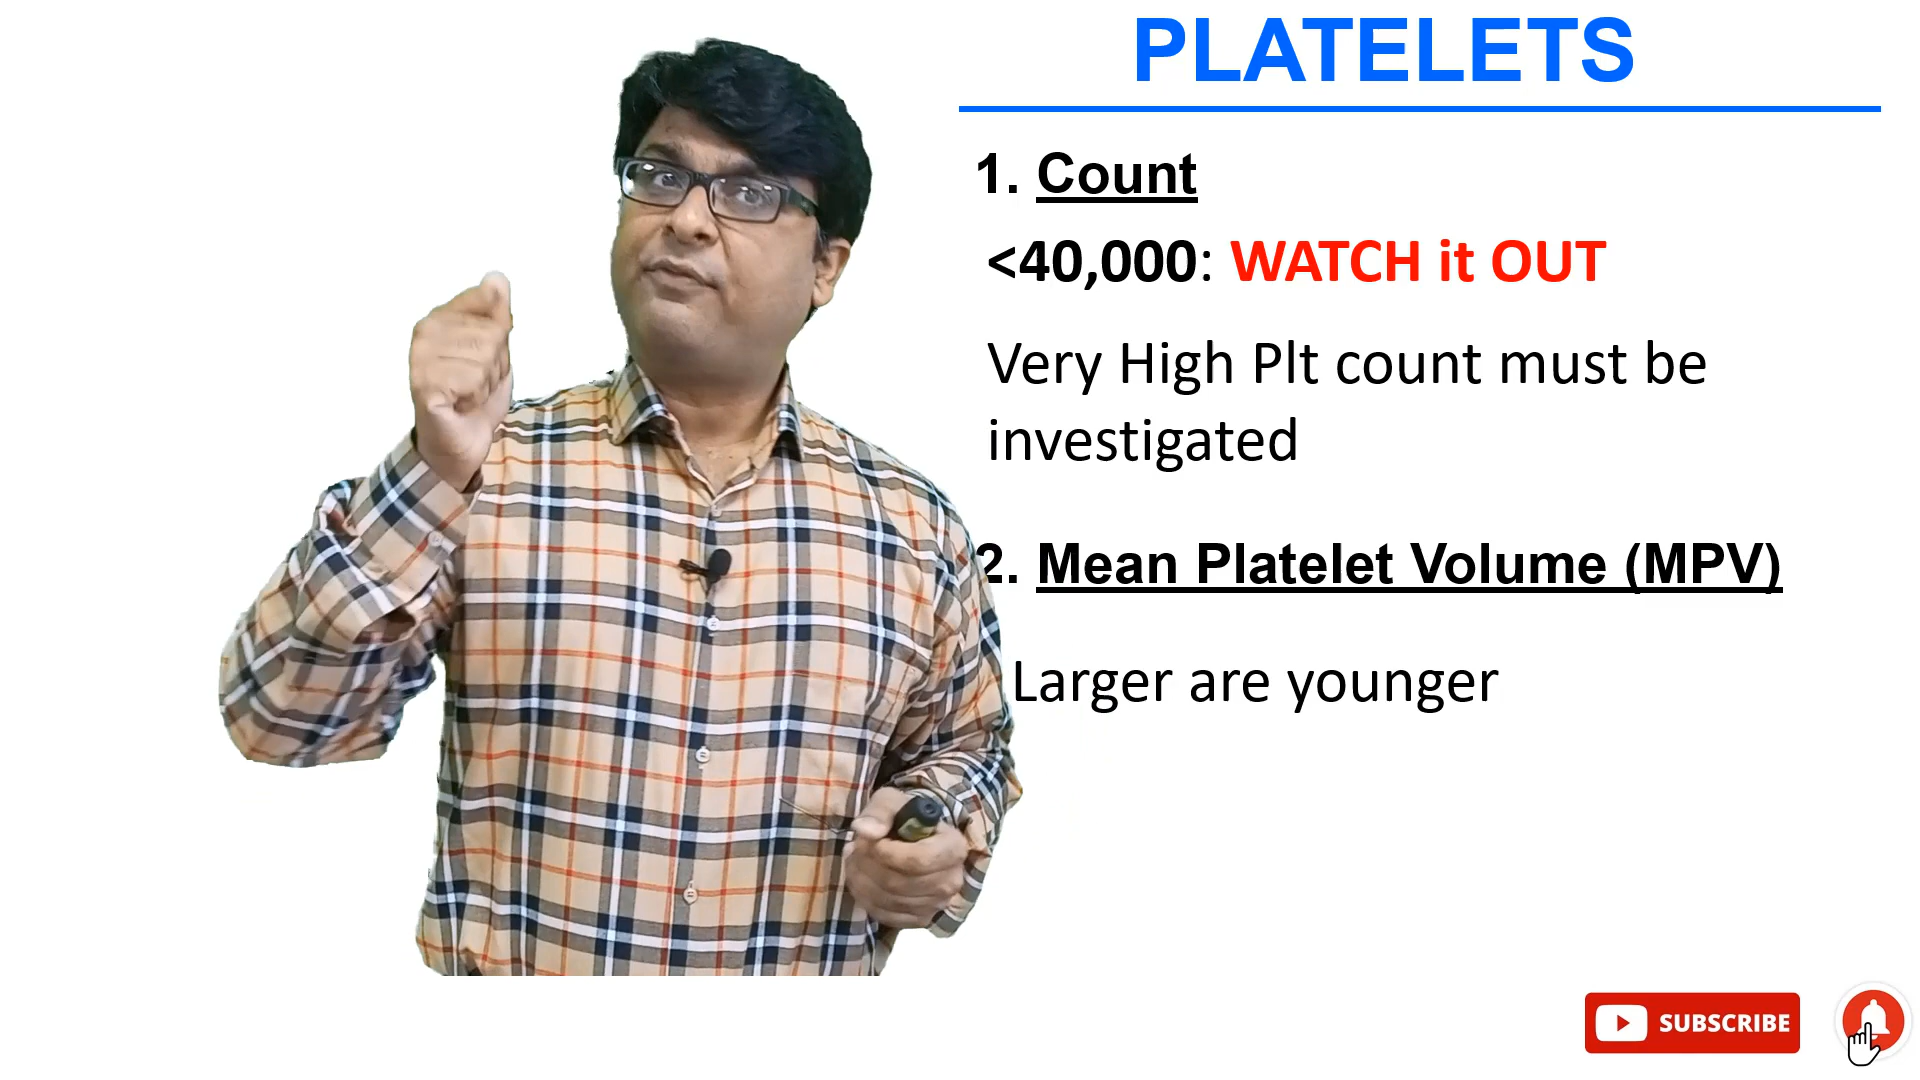 PLATELETS
1. Count
<40,000: WATCH it OUT
Very High Plt count must be
investigated
2. Mean Platelet Volume (MPV)
Larger are younger
SUBSCRIBE